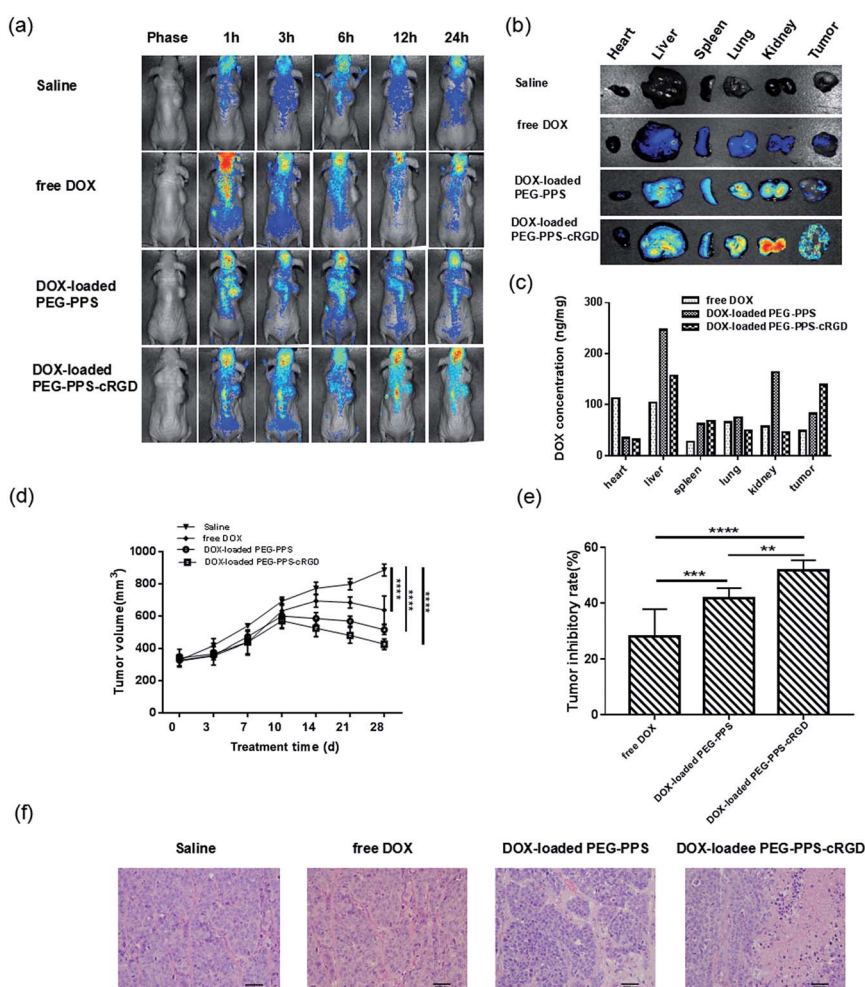 (a)
Phase 1h 3h 6h 12h 24h
Saline
free DOX
DOX-loaded
PEG-PPS
DOX-loaded
PEG-PPS-cRGD
(b)
Heart Liver Spleen Lung Kidney Tumor
Saline
free DOX
DOX-loaded
PEG-PPS
DOX-loaded
PEG-PPS-cRGD
(c)
DOX concentration (ng/mg)
300
200
100
0
free DOX
DOX-loaded PEG-PPS
DOX-loaded PEG-PPS-cRGD
heart liver spleen lung kidney tumor
(d)
Saline
free DOX
DOX-loaded PEG-PPS
DOX-loaded PEG-PPS-cRGD
Tumor volume(mm3)
1000
800
600
400
200
0
****
****
****
0 3 7 10 14 21 28
Treatment time (d)
(e)
Tumor inhibitory rate(%)
60
40
20
0
****
***
**
free DOX
DOX-loaded PEG-PPS
DOX-loaded PEG-PPS-cRGD
(f)
Saline free DOX DOX-loaded PEG-PPS DOX-loadee PEG-PPS-cRGD